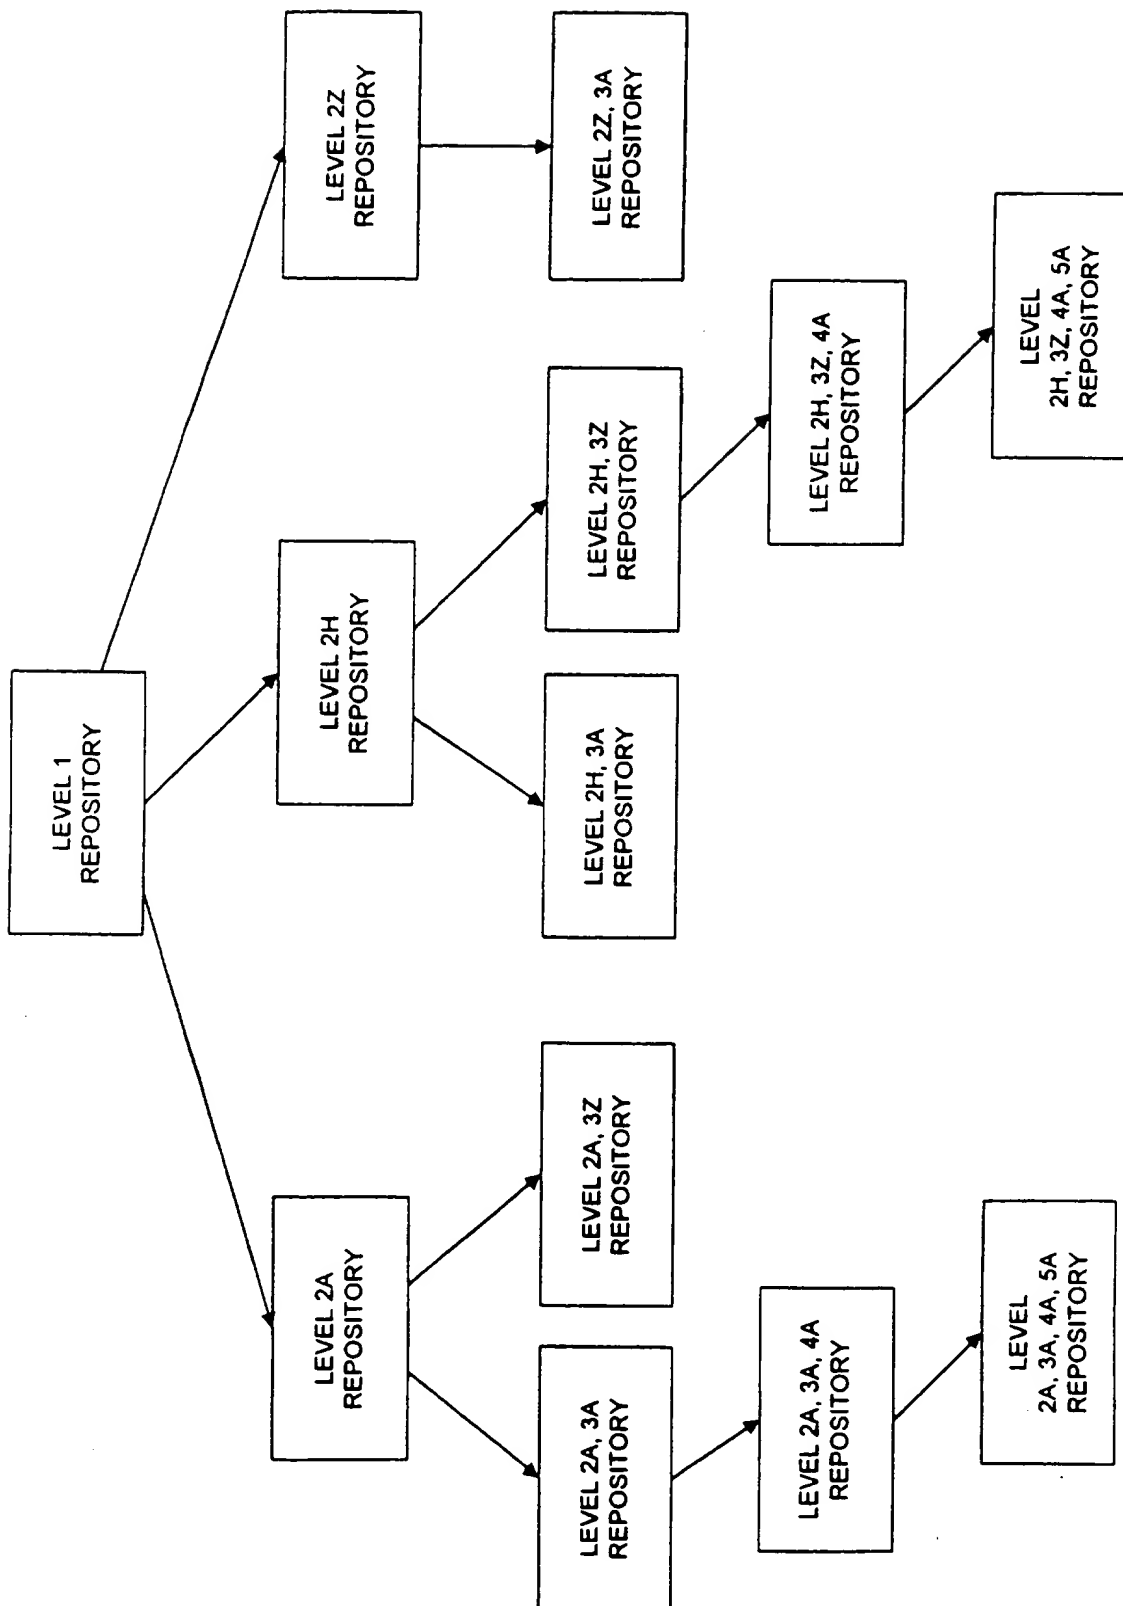 LEVEL 1
REPOSITORY
LEVEL 2A
REPOSITORY
LEVEL 2H
REPOSITORY
LEVEL 2Z
REPOSITORY
LEVEL 2A, 3A
REPOSITORY
LEVEL 2A, 3Z
REPOSITORY
LEVEL 2H, 3A
REPOSITORY
LEVEL 2H, 3Z
REPOSITORY
LEVEL 2Z, 3A
REPOSITORY
LEVEL 2A, 3A, 4A
REPOSITORY
LEVEL 2H, 3Z, 4A
REPOSITORY
LEVEL
2A, 3A, 4A, 5A
REPOSITORY
LEVEL
2H, 3Z, 4A, 5A
REPOSITORY